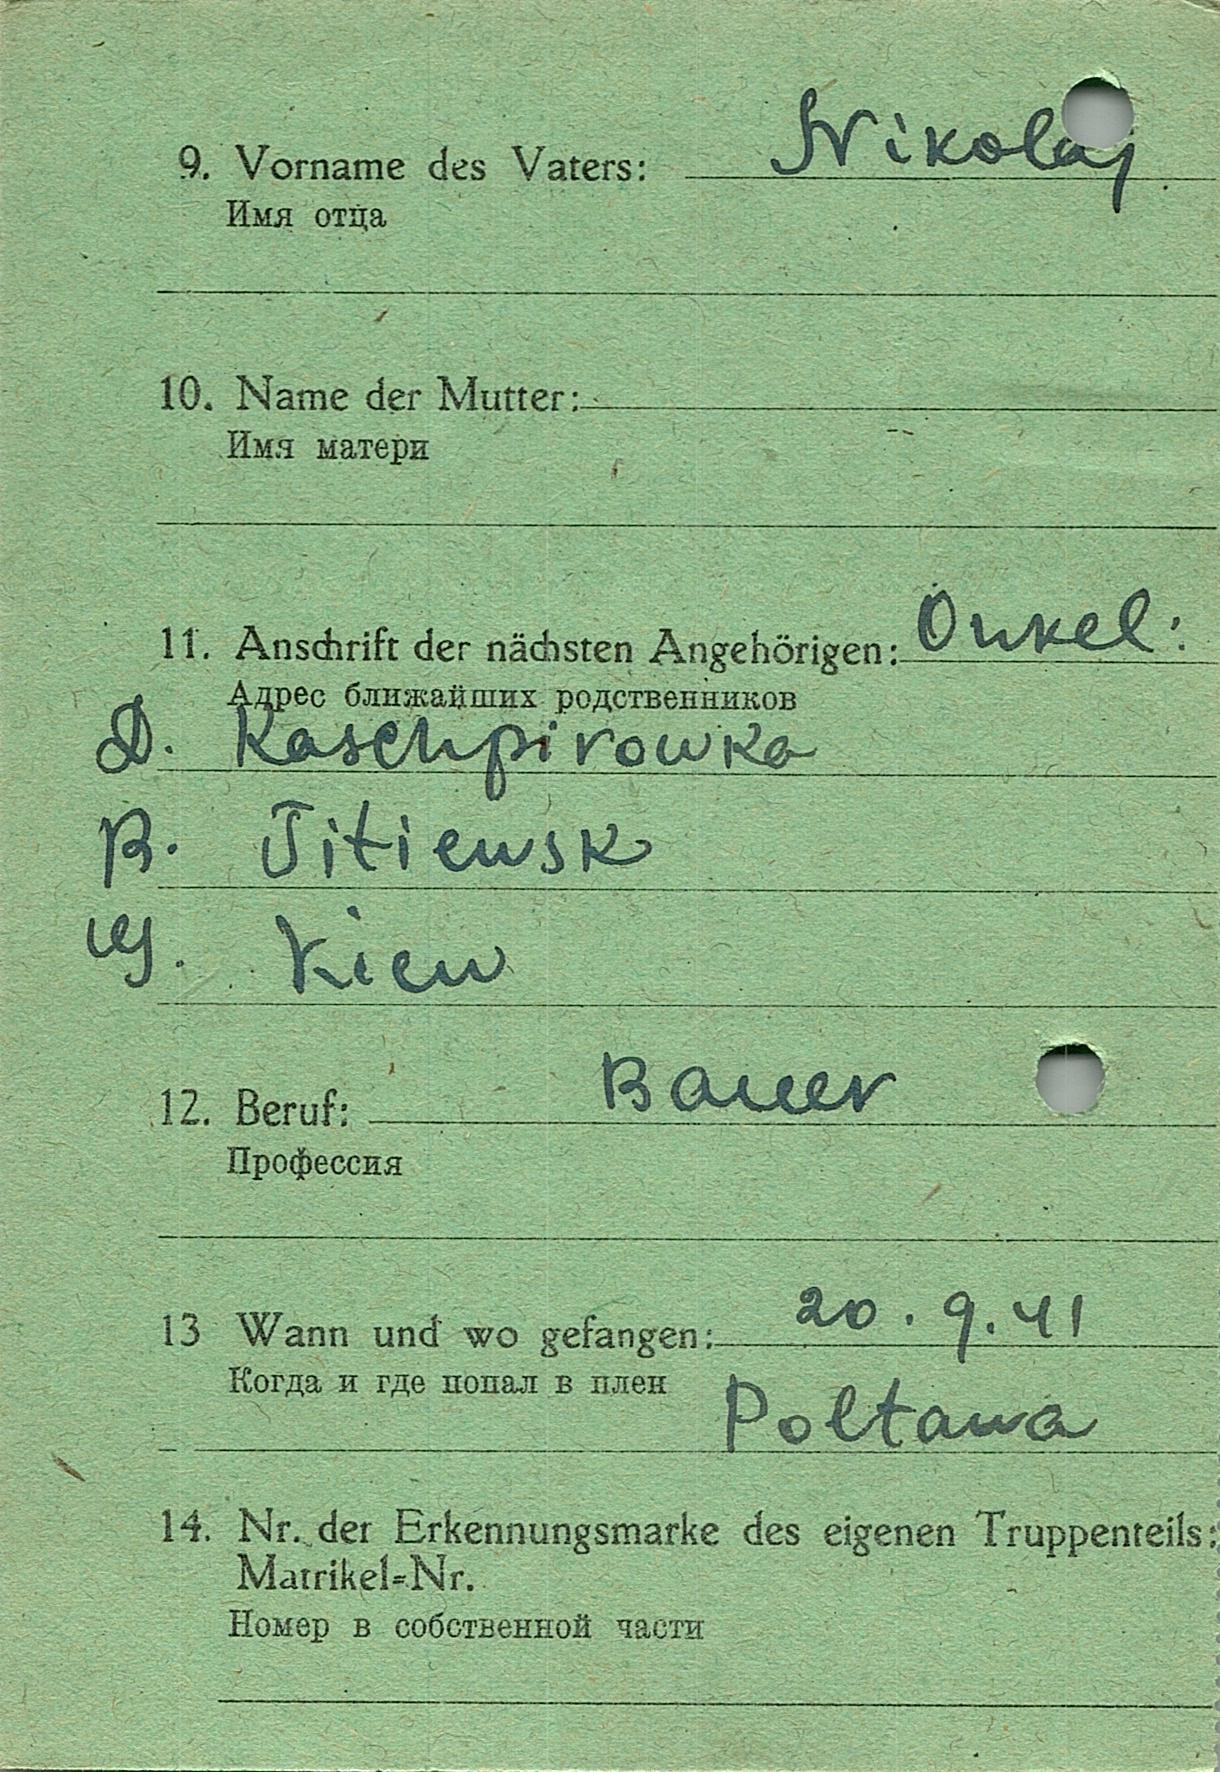 9. Vorname des Vaters: Nikolaj
Имя отца
10. Name der Mutter:
Имя матери
11. Anschrift der nächsten Angehörigen: Onkel:
Адрес ближайших родственников
D. Kaschpirowka
R. Titiewsk
G. Kiew
12. Beruf: Bauer
Профессия
13 Wann und wo gefangen: 20.9.41
Когда и где попал в плен
Poltawa
14. Nr. der Erkennungsmarke des eigenen Truppenteils:
Matrikel-Nr.
Номер в собственной части